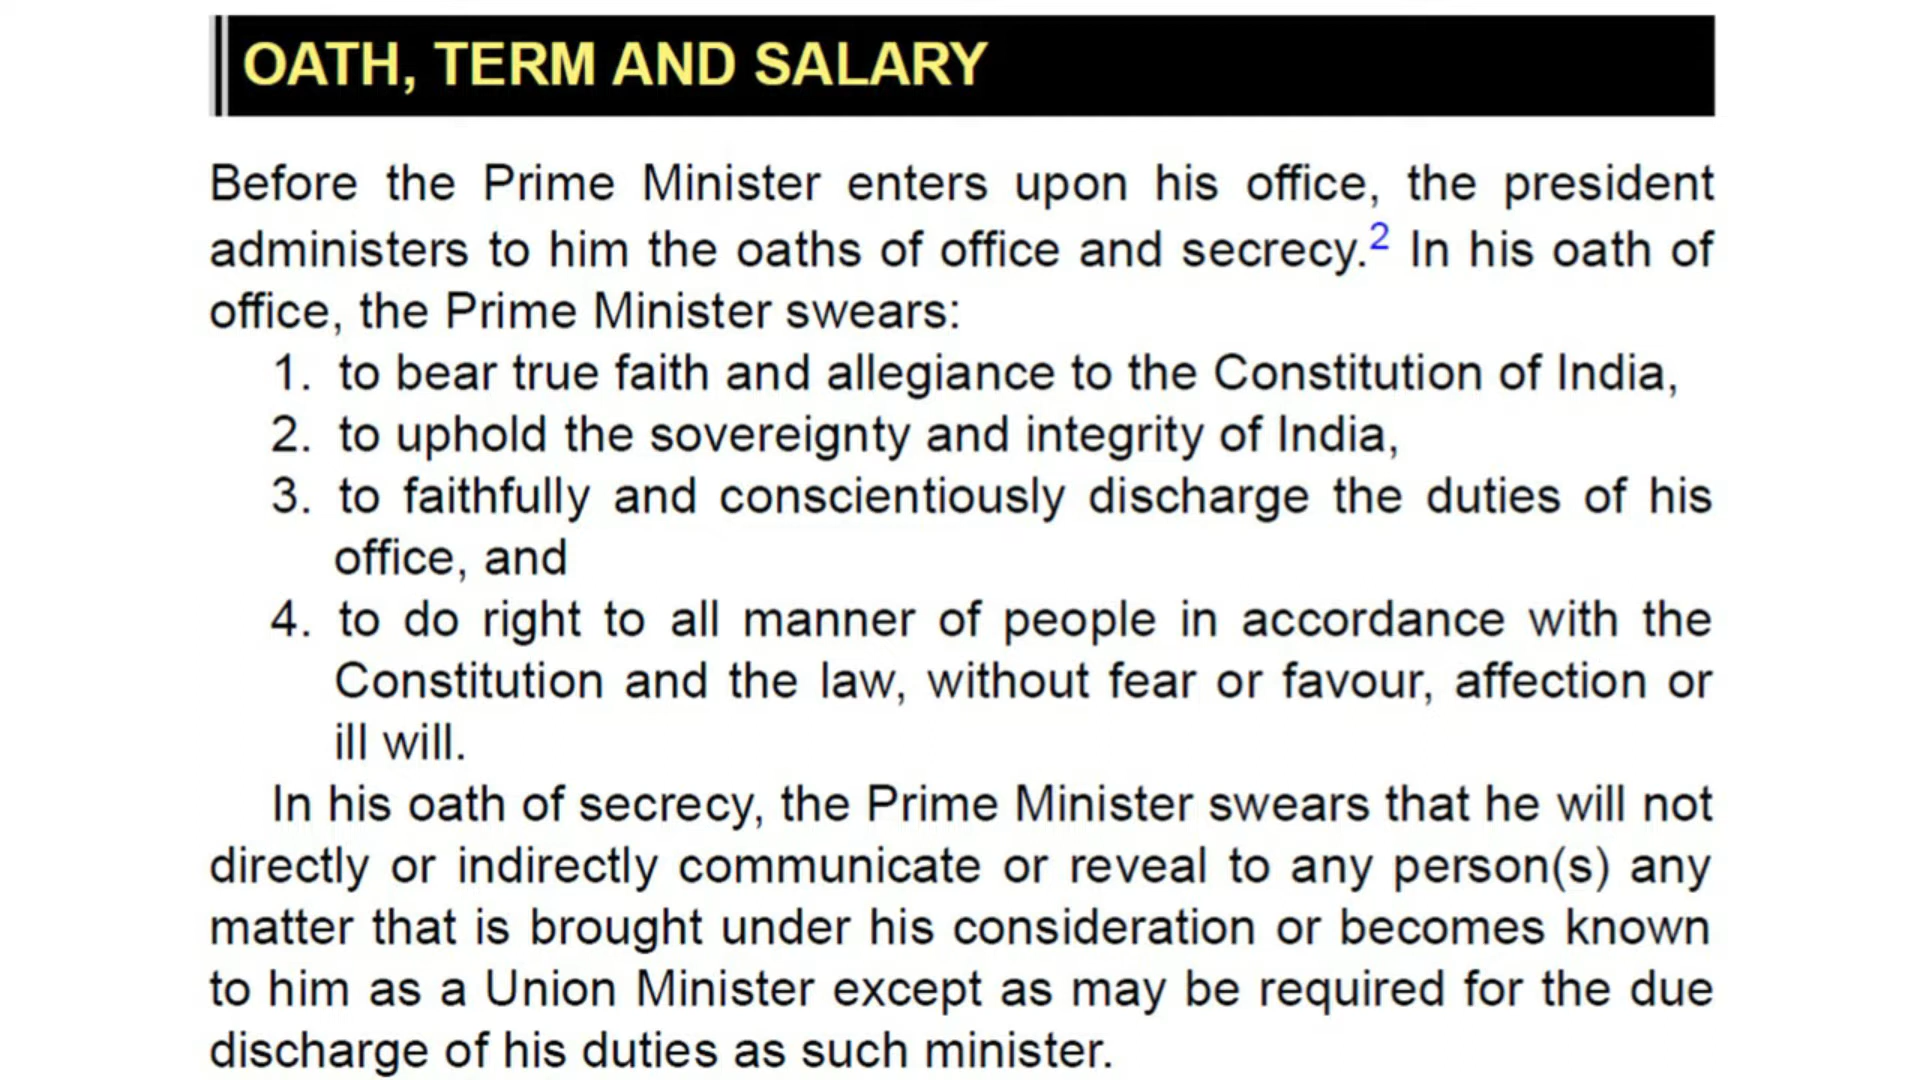 OATH, TERM AND SALARY
Before the Prime Minister enters upon his office, the president
administers to him the oaths of office and secrecy.2 In his oath of
office, the Prime Minister swears:
1. to bear true faith and allegiance to the Constitution of India,
2. to uphold the sovereignty and integrity of India,
3. to faithfully and conscientiously discharge the duties of his
office, and
4. to do right to all manner of people in accordance with the
Constitution and the law, without fear or favour, affection or
ill will.
In his oath of secrecy, the Prime Minister swears that he will not
directly or indirectly communicate or reveal to any person(s) any
matter that is brought under his consideration or becomes known
to him as a Union Minister except as may be required for the due
discharge of his duties as such minister.